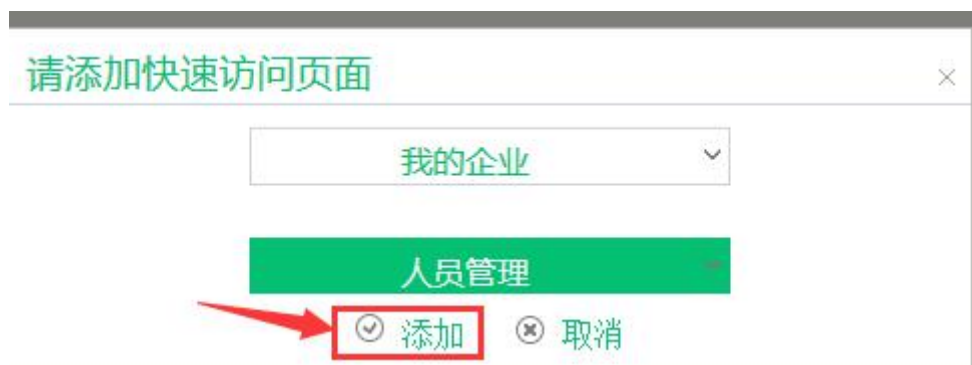 请添加快速访问页面
我的企业
人员管理
添加 取消